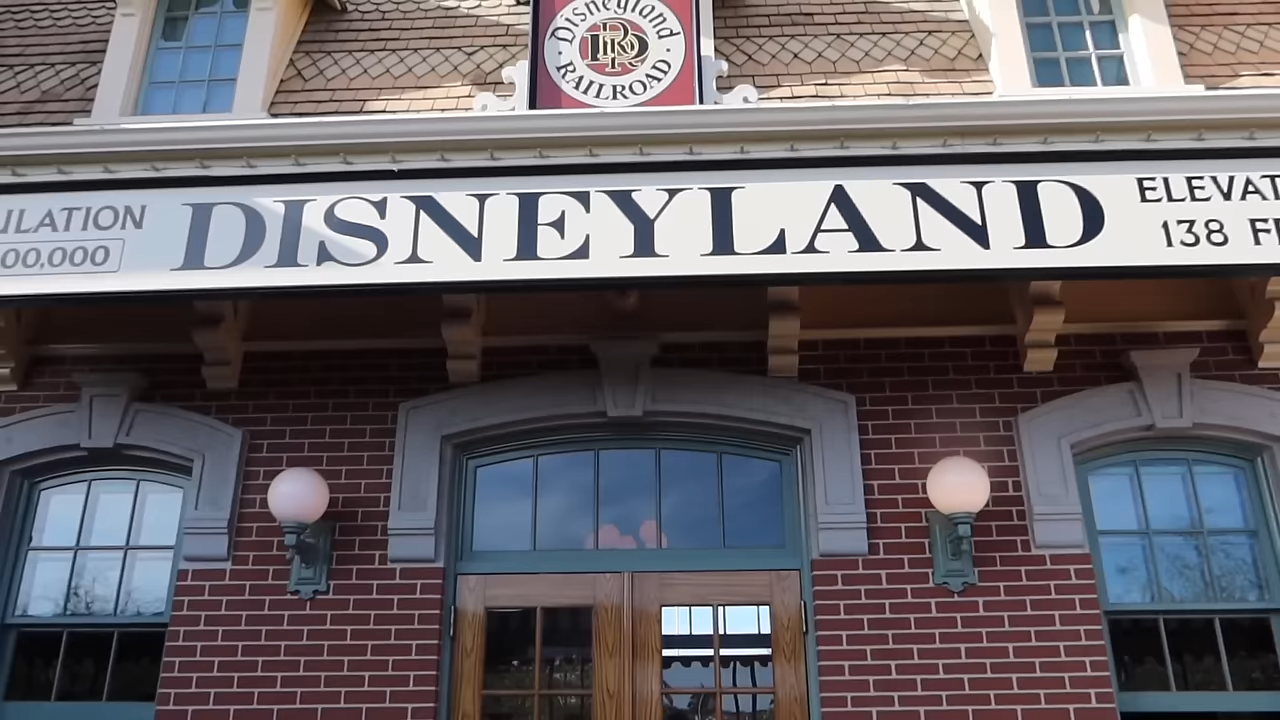 Disneyland
DRR
RAILROAD
ULATION
00,000
DISNEYLAND
ELEVAT
138 F